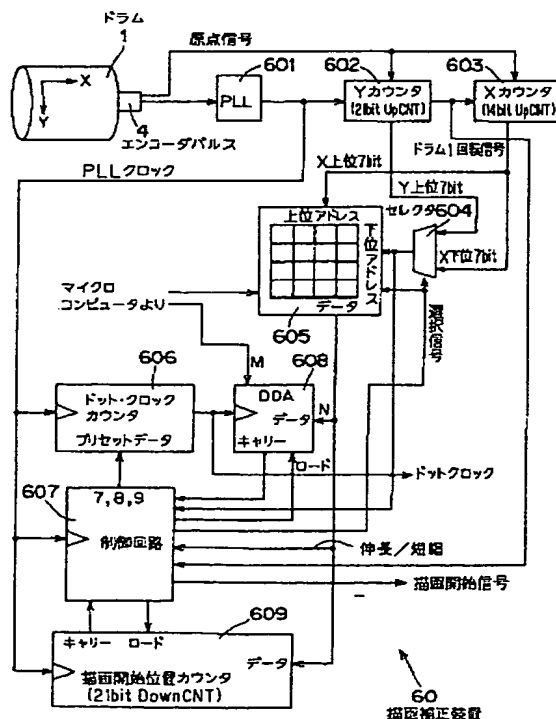 ドラム
1
原点信号
X
Y
4
エンコーダパルス
601
PLL
602
Yカウンタ
(21bit UpCNT)
603
Xカウンタ
(14bit UpCNT)
ドラム1回転信号
PLLクロック
X上位7bit
Y上位7bit
セレクタ604
X下位7bit
上位アドレス
下位アドレス
データ
605
選択信号
マイクロ
コンピュータより
M
606
608
ドット・クロック
カウンタ
プリセットデータ
DDA
データ
N
キャリー
ロード
ドットクロック
607
7,8,9
制御回路
伸長/短縮
描画開始信号
キャリー
ロード
609
データ
描画開始位置カウンタ
(21bit DownCNT)
60
描画補正装置